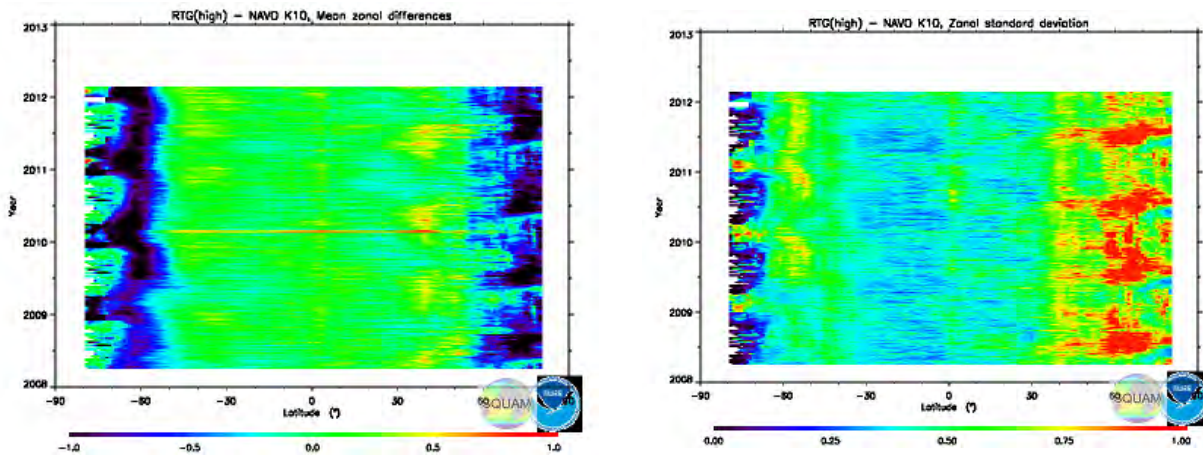 RTG(high) - NAVO K10, Mean zonal differences
2013
2012
2011
2010
2009
2008
Year
-90 -60 -30 0 30 60 90
Latitude (°)
SQUAM
-1.0 -0.5 0.0 0.5 1.0
RTG(high) - NAVO K10, Zonal standard deviation
2013
2012
2011
2010
2009
2008
Year
-90 -60 -30 0 30 60 90
Latitude (°)
SQUAM
0.00 0.25 0.50 0.75 1.00